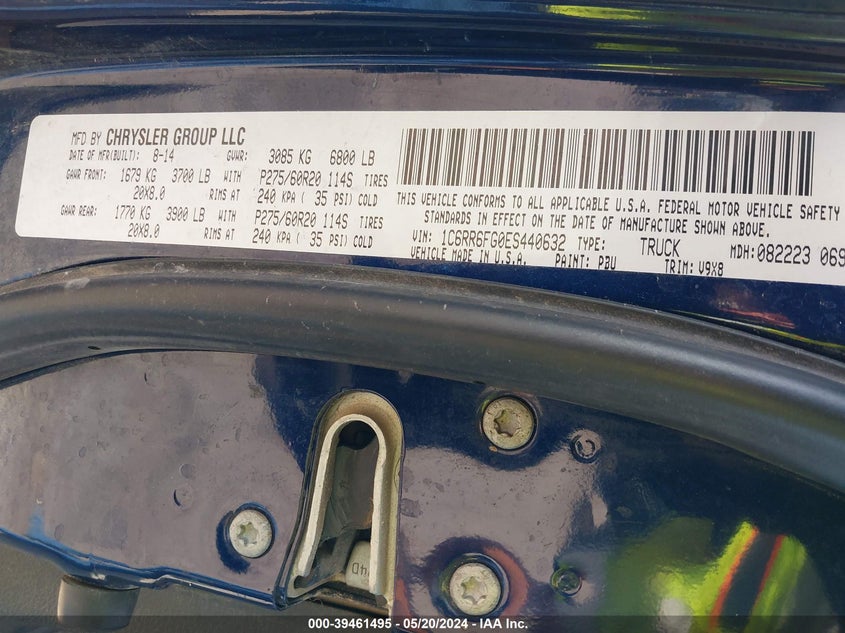 MFD BY CHRYSLER GROUP LLC
DATE OF MFR(BUILT): 8-14 GVWR: 3085 KG 6800 LB
GAWR FRONT: 1679 KG 3700 LB WITH P275/60R20 114S TIRES
20X8.0 RIMS AT 240 KPA ( 35 PSI) COLD
GAWR REAR: 1770 KG 3900 LB WITH P275/60R20 114S TIRES
20X8.0 RIMS AT 240 KPA ( 35 PSI) COLD
THIS VEHICLE CONFORMS TO ALL APPLICABLE U.S.A. FEDERAL MOTOR VEHICLE SAFETY
STANDARDS IN EFFECT ON THE DATE OF MANUFACTURE SHOWN ABOVE.
VIN: 1C6RR6FG0ES440632 TYPE: TRUCK MDH:082223 069
VEHICLE MADE IN U.S.A. PAINT: PBU TRIM: V9X8
000-39461495 - 05/20/2024 - IAA Inc.